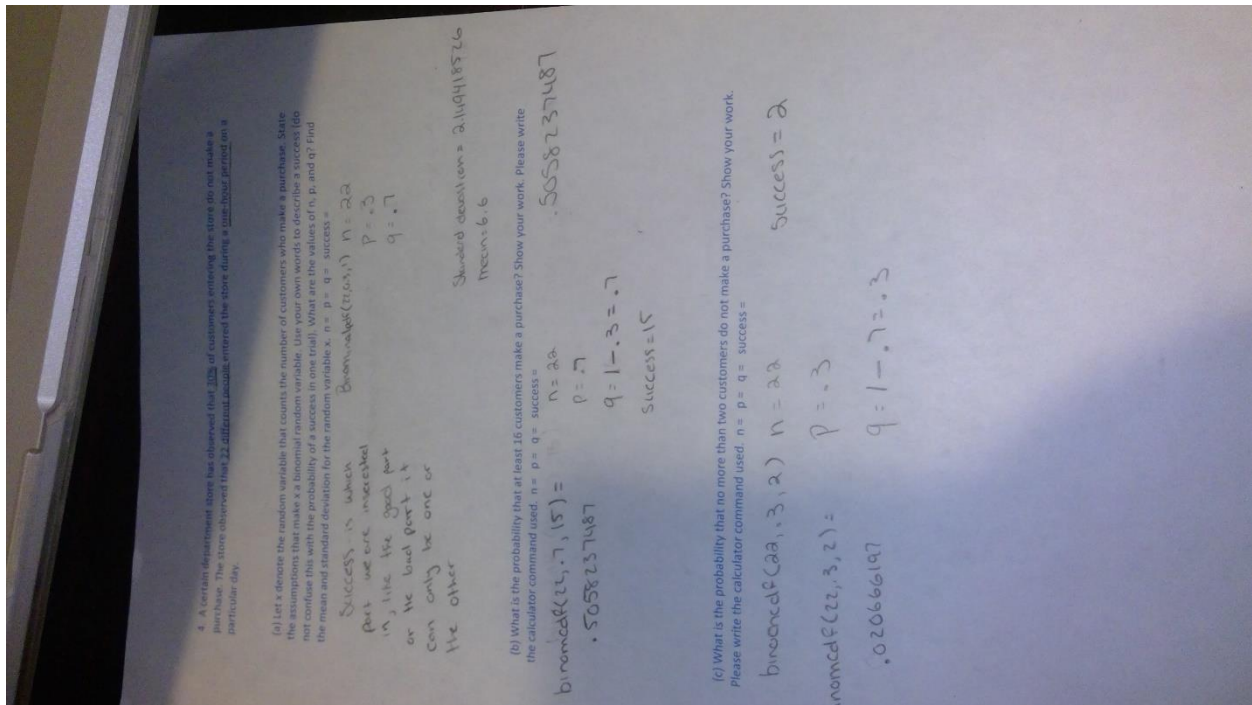 4. A certain department store has observed that 30% of customers entering the store do not make a
purchase. The store observed that 22 different people entered the store during a one-hour period on a
particular day.
(a) Let x denote the random variable that counts the number of customers who make a purchase. State
the assumptions that make x a binomial random variable. Use your own words to describe a success (do
not confuse this with the probability of a success in one trial). What are the values of n, p, and q? Find
the mean and standard deviation for the random variable x. n = p = q = success =
Success is which
part we are interested
in, like the good part
or the bad part it
can only be one or
the other
n = 22
p = .3
q = .7
Standard deviation = 2.149418526
mean = 6.6
(b) What is the probability that at least 16 customers make a purchase? Show your work. Please write
the calculator command used. n = p = q = success =
binomcdf(22, .7, 15) =
.5058237487
n = 22
p = .7
q = 1 - .3 = .7
success = 15
.5058237487
(c) What is the probability that no more than two customers do not make a purchase? Show your work.
Please write the calculator command used. n = p = q = success =
binomcdf(22, .3, 2) n = 22 success = 2
p = .3
nomcdf(22, .3, 2) =
q = 1 - .7 = .3
.020666197